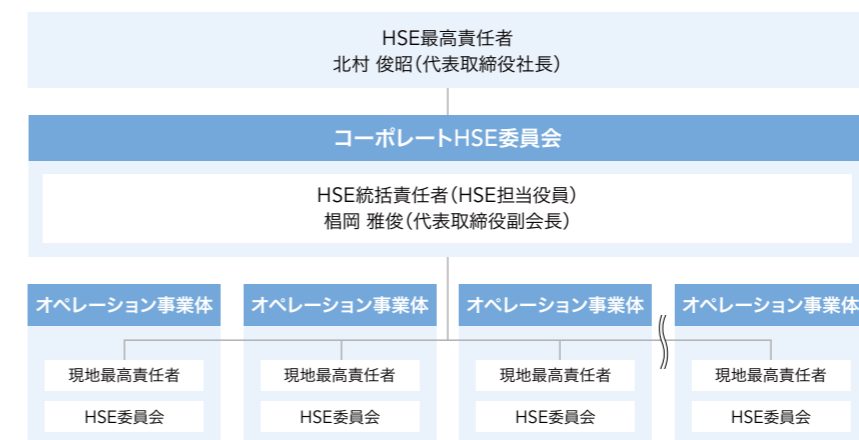 HSE最高責任者
北村 俊昭(代表取締役社長)
コーポレートHSE委員会
HSE統括責任者(HSE担当役員)
椙岡 雅俊(代表取締役副会長)
オペレーション事業体
オペレーション事業体
オペレーション事業体
オペレーション事業体
現地最高責任者
現地最高責任者
現地最高責任者
現地最高責任者
HSE委員会
HSE委員会
HSE委員会
HSE委員会